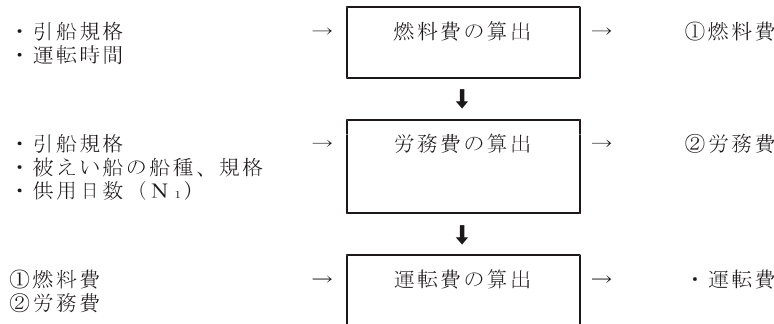 ・引船規格 → 燃料費の算出 → ①燃料費
・運転時間
⬇
・引船規格 → 労務費の算出 → ②労務費
・被えい船の船種、規格
・供用日数（N₁）
⬇
①燃料費 → 運転費の算出 → ・運転費
②労務費